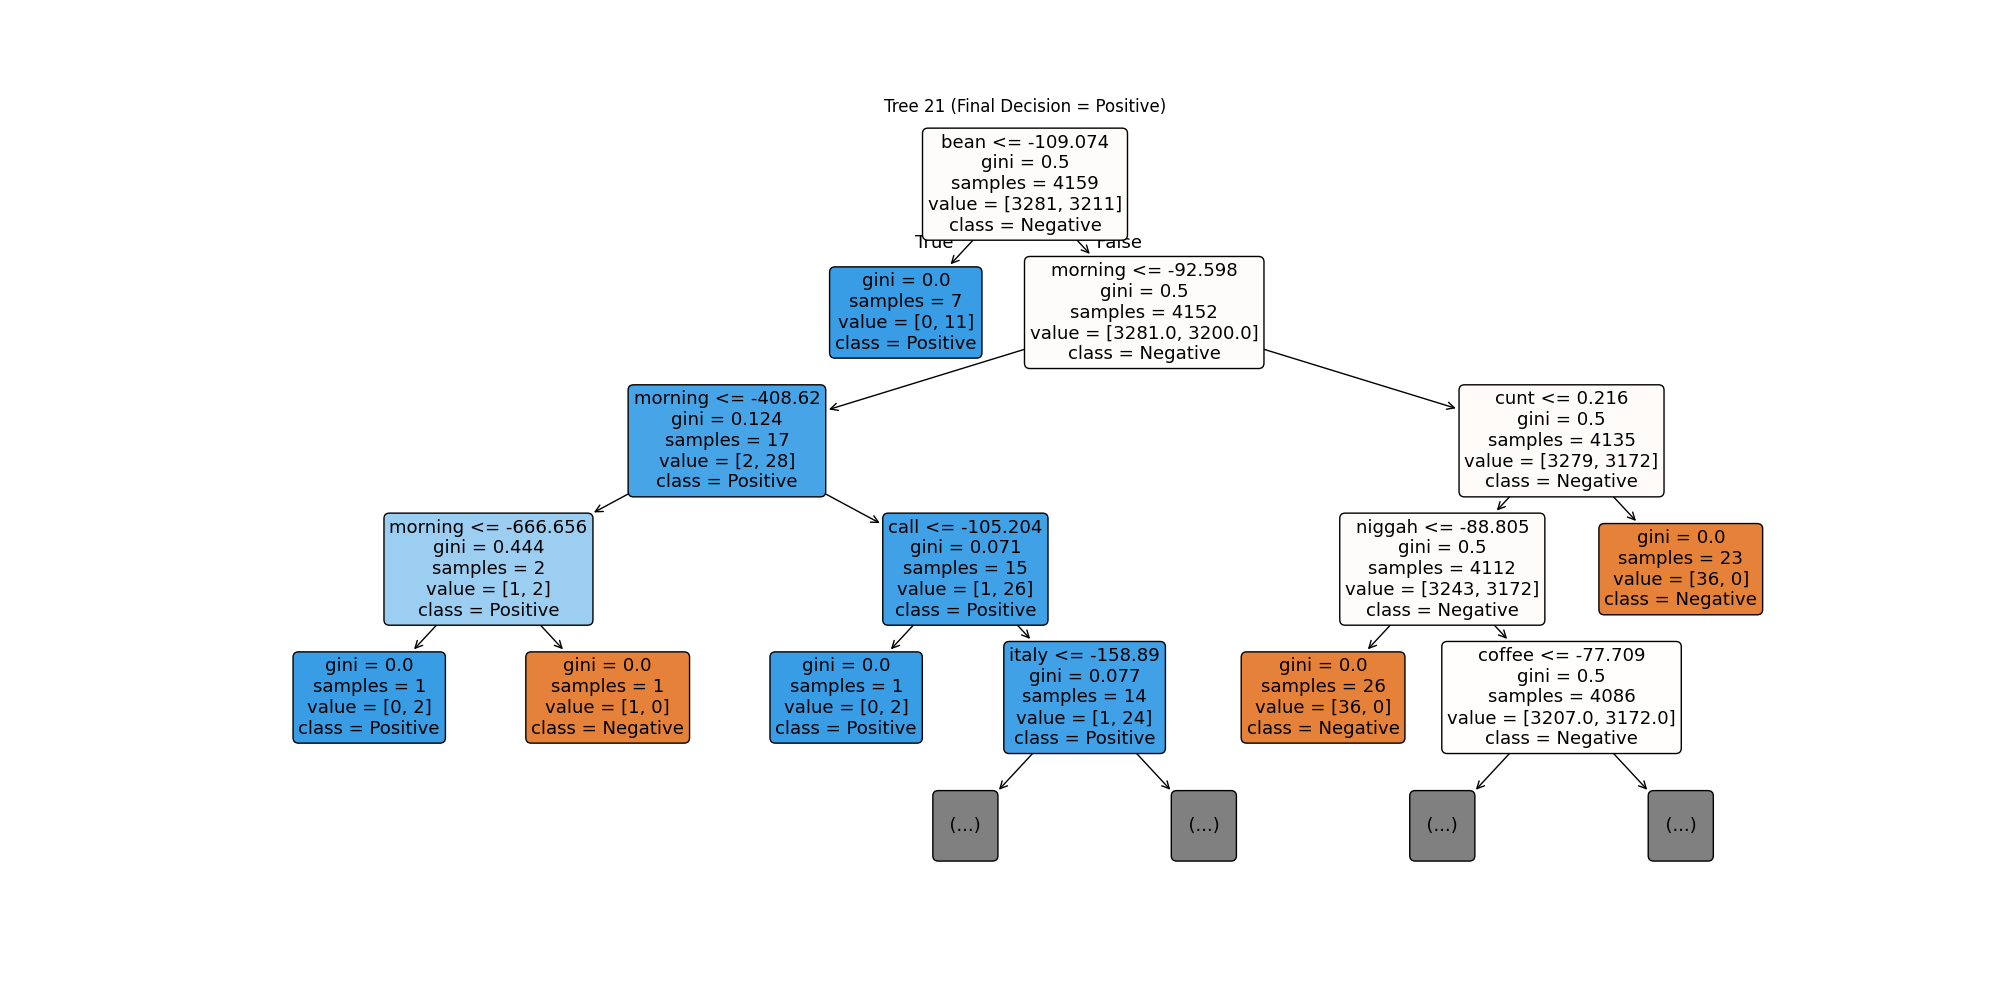 Tree 21 (Final Decision = Positive)
bean <= -109.074
gini = 0.5
samples = 4159
value = [3281, 3211]
class = Negative
True
False
gini = 0.0
samples = 7
value = [0, 11]
class = Positive
morning <= -92.598
gini = 0.5
samples = 4152
value = [3281.0, 3200.0]
class = Negative
morning <= -408.62
gini = 0.124
samples = 17
value = [2, 28]
class = Positive
cunt <= 0.216
gini = 0.5
samples = 4135
value = [3279, 3172]
class = Negative
morning <= -666.656
gini = 0.444
samples = 2
value = [1, 2]
class = Positive
call <= -105.204
gini = 0.071
samples = 15
value = [1, 26]
class = Positive
niggah <= -88.805
gini = 0.5
samples = 4112
value = [3243, 3172]
class = Negative
gini = 0.0
samples = 23
value = [36, 0]
class = Negative
gini = 0.0
samples = 1
value = [0, 2]
class = Positive
gini = 0.0
samples = 1
value = [1, 0]
class = Negative
gini = 0.0
samples = 1
value = [0, 2]
class = Positive
italy <= -158.89
gini = 0.077
samples = 14
value = [1, 24]
class = Positive
gini = 0.0
samples = 26
value = [36, 0]
class = Negative
coffee <= -77.709
gini = 0.5
samples = 4086
value = [3207.0, 3172.0]
class = Negative
(...)
(...)
(...)
(...)